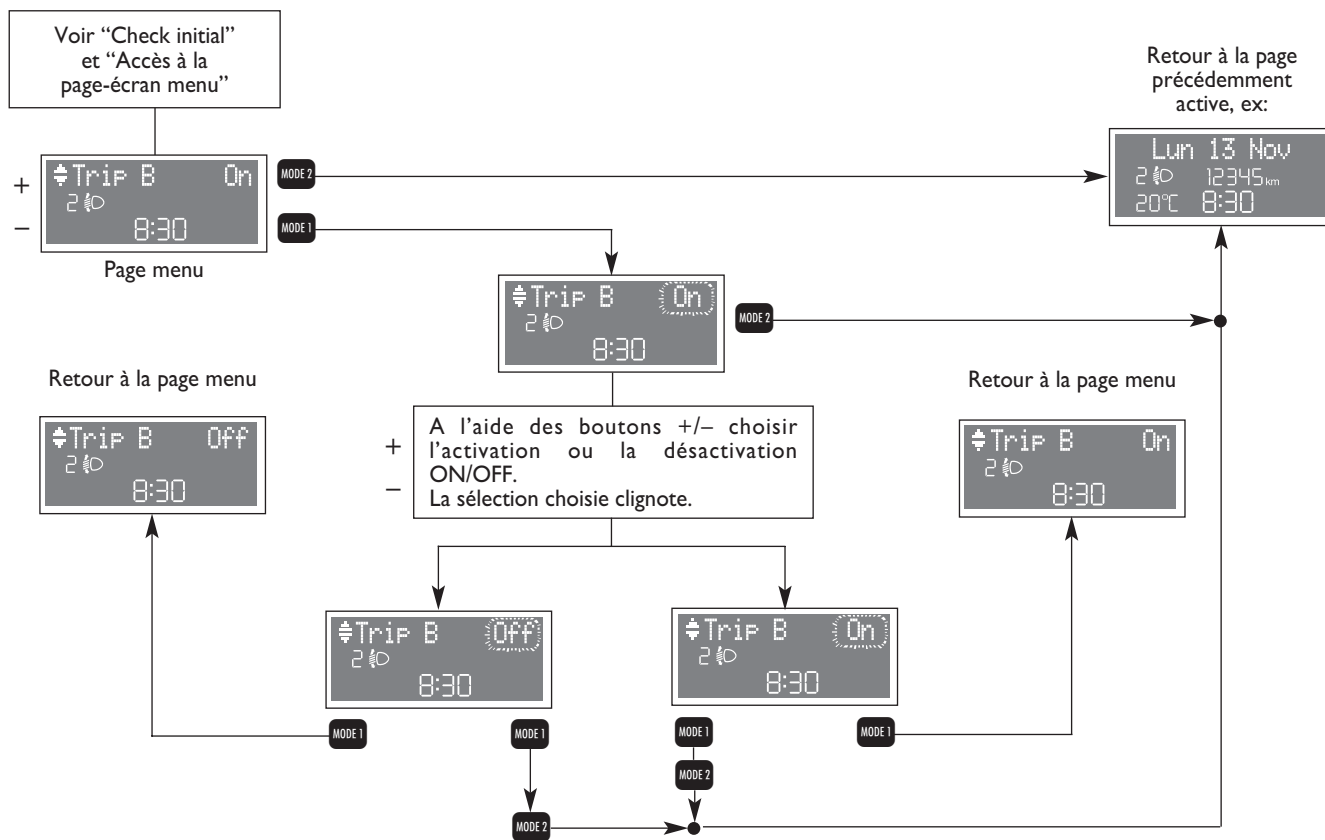 Voir “Check initial”
et “Accès à la
page-écran menu”
Retour à la page
précédemment
active, ex:
+
Trip B On
2
8:30
–
MODE 2
MODE 1
Page menu
Lun 13 Nov
2 12345 km
20°C 8:30
Trip B On
2
8:30
MODE 2
Retour à la page menu
Trip B Off
2
8:30
+
–
A l’aide des boutons +/– choisir
l’activation ou la désactivation
ON/OFF.
La sélection choisie clignote.
Retour à la page menu
Trip B On
2
8:30
Trip B Off
2
8:30
Trip B On
2
8:30
MODE 1
MODE 1
MODE 1
MODE 1
MODE 2
MODE 2